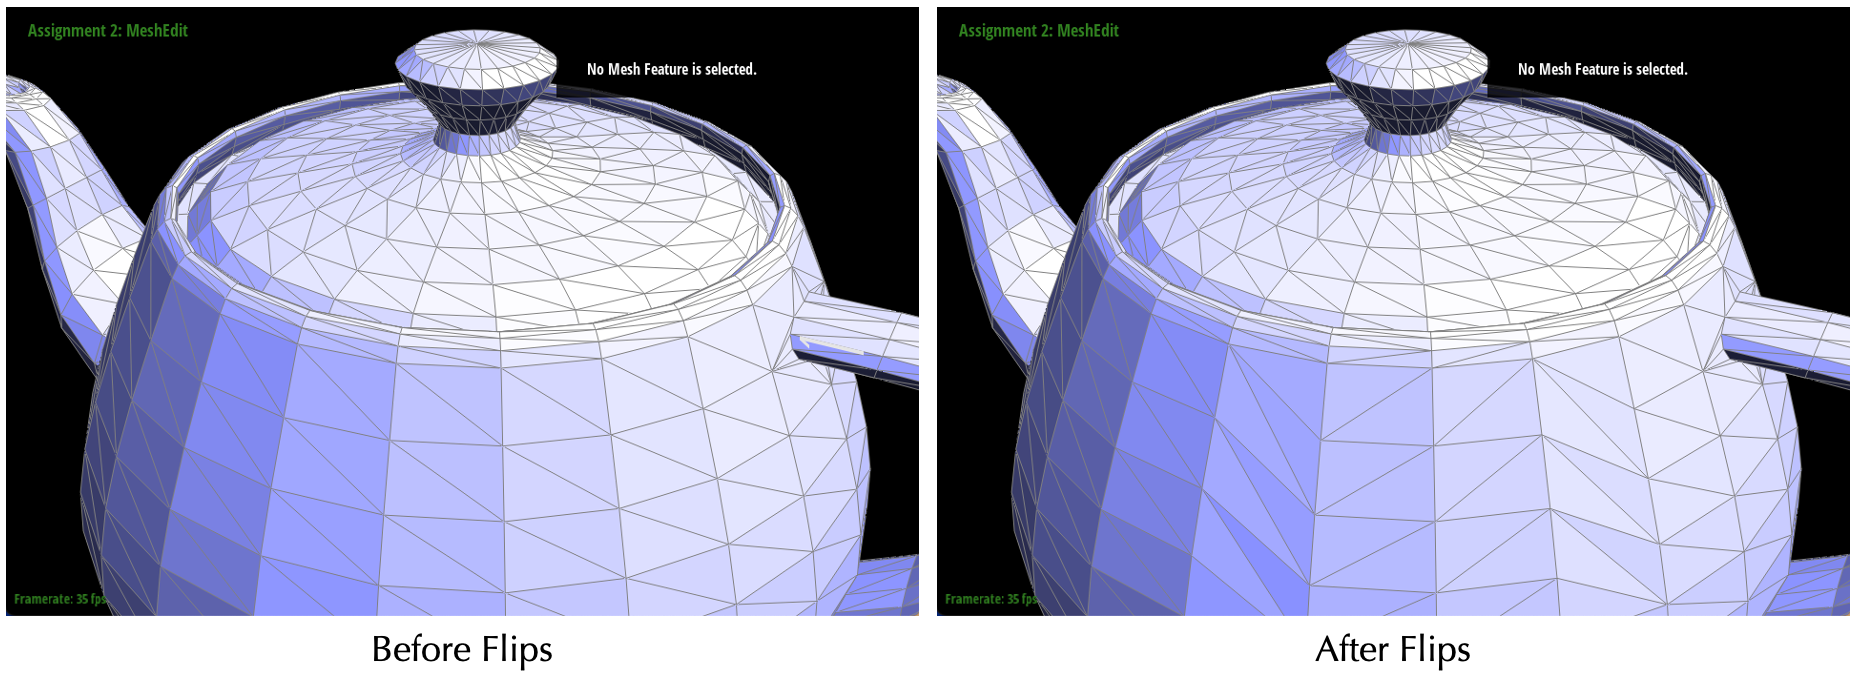 Assignment 2: MeshEdit
No Mesh Feature is selected.
Framerate: 35 fps
Before Flips
Assignment 2: MeshEdit
No Mesh Feature is selected.
Framerate: 35 fps
After Flips